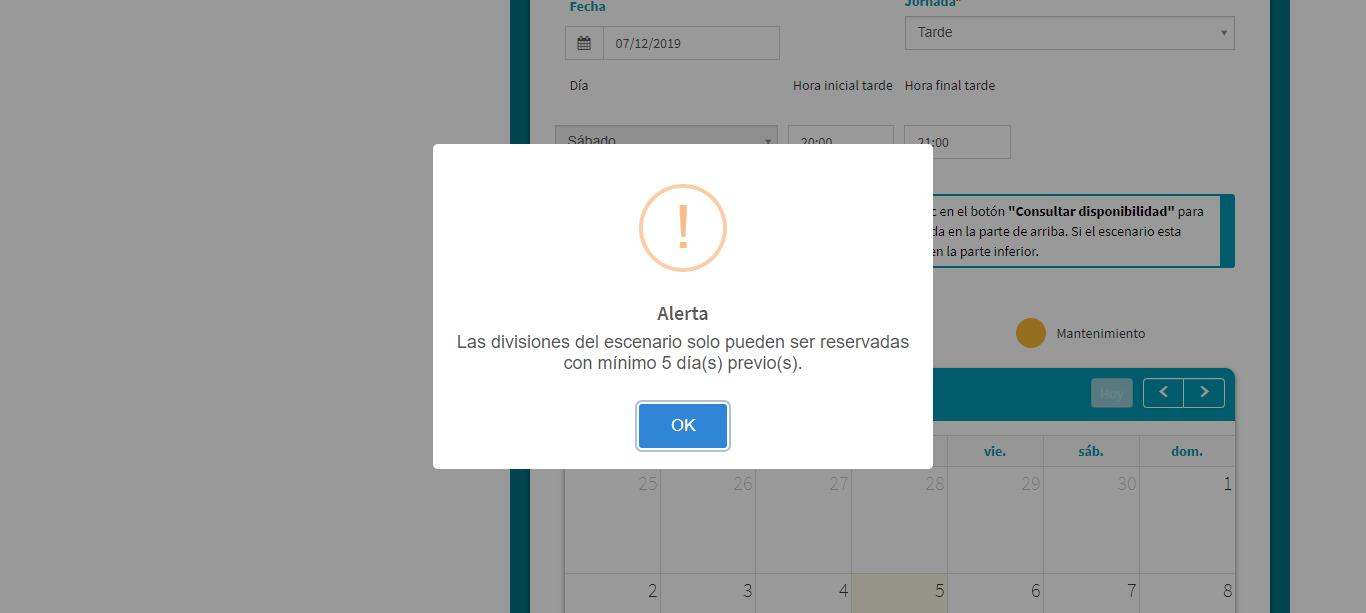 Fecha
Jornada*
07/12/2019
Tarde
Día
Hora inicial tarde
Hora final tarde
Sábado
20:00
21:00
c en el botón "Consultar disponibilidad" para
da en la parte de arriba. Si el escenario esta
en la parte inferior.
!
Alerta
Las divisiones del escenario solo pueden ser reservadas
con mínimo 5 día(s) previo(s).
OK
Mantenimiento
Hoy
vie.
sáb.
dom.
25
26
27
28
29
30
1
2
3
4
5
6
7
8